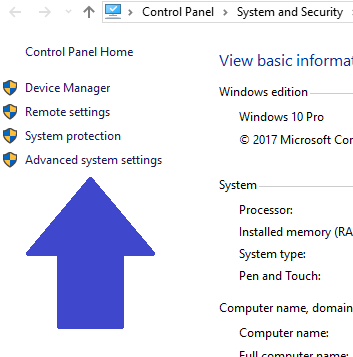 Control Panel > System and Security >
Control Panel Home
Device Manager
Remote settings
System protection
Advanced system settings
View basic informat
Windows edition
Windows 10 Pro
© 2017 Microsoft Cor
System
Processor:
Installed memory (RA
System type:
Pen and Touch:
Computer name, domain
Computer name:
Full computer name: